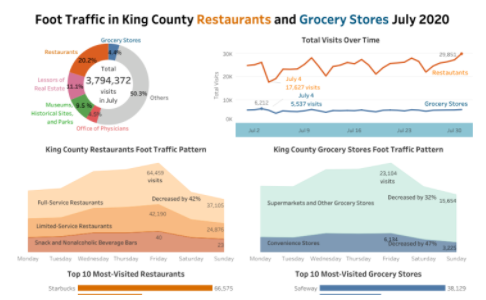 Foot Traffic in King County Restaurants and Grocery Stores July 2020
Grocery Stores
4.4%
Restaurants
20.2%
Total
3,794,372
visits
in July
Lessors of
Real Estate
11.1%
50.3%
Others
Museums,
Historical Sites,
and Parks
9.5%
Office of Physicians
Total Visits Over Time
30K
20K
10K
0K
Total Visits
29,851
Restaurants
July 4
17,627 visits
6,252
July 4
5,537 visits
Grocery Stores
Jul 2
Jul 9
Jul 16
Jul 23
Jul 30
King County Restaurants Foot Traffic Pattern
64,459
visits
Decreased by 42%
37,105
Full-Service Restaurants
42,190
Limited-Service Restaurants
24,976
Snack and Nonalcoholic Beverage Bars
40
23
Monday Tuesday Wednesday Thursday Friday Saturday Sunday
King County Grocery Stores Foot Traffic Pattern
23,104
visits
Decreased by 32%
15,654
Supermarkets and Other Grocery Stores
6,134
Decreased by 47%
Convenience Stores
Monday Tuesday Wednesday Thursday Friday Saturday Sunday
Top 10 Most-Visited Restaurants
Starbucks
66,575
Top 10 Most-Visited Grocery Stores
Safeway
38,129